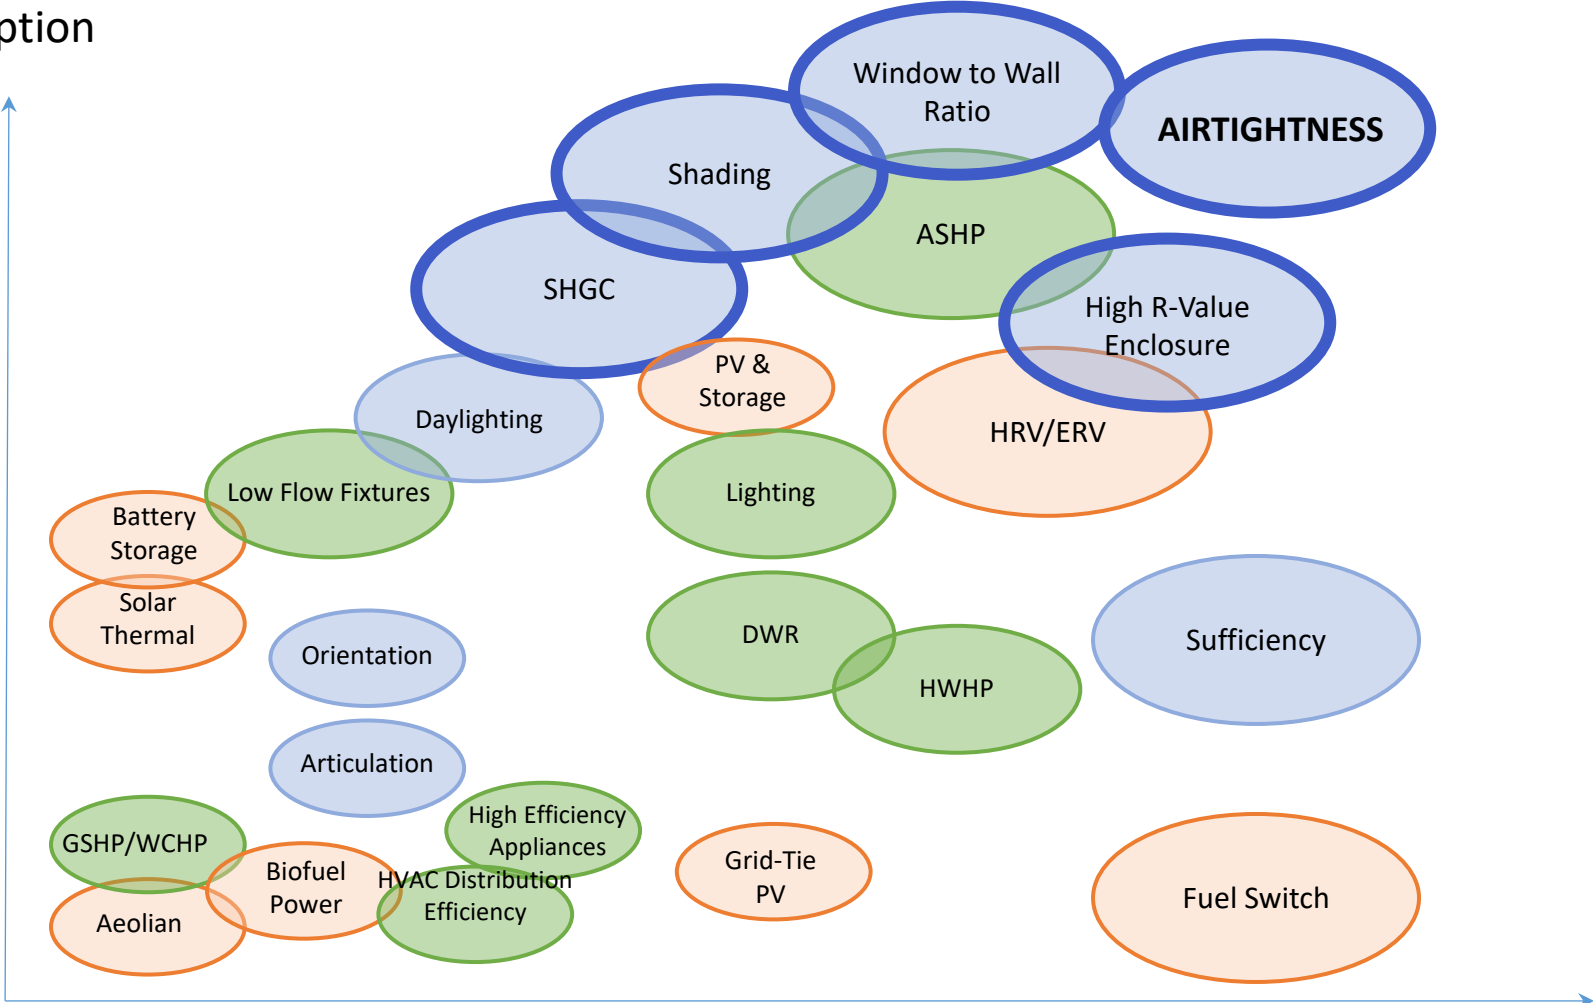 ption
Window to Wall
Ratio
AIRTIGHTNESS
Shading
ASHP
SHGC
High R-Value
Enclosure
PV &
Storage
Daylighting
HRV/ERV
Low Flow Fixtures
Lighting
Battery
Storage
Solar
Thermal
Orientation
DWR
Sufficiency
HWHP
Articulation
High Efficiency
Appliances
GSHP/WCHP
Grid-Tie
PV
Biofuel
Power
HVAC Distribution
Efficiency
Fuel Switch
Aeolian